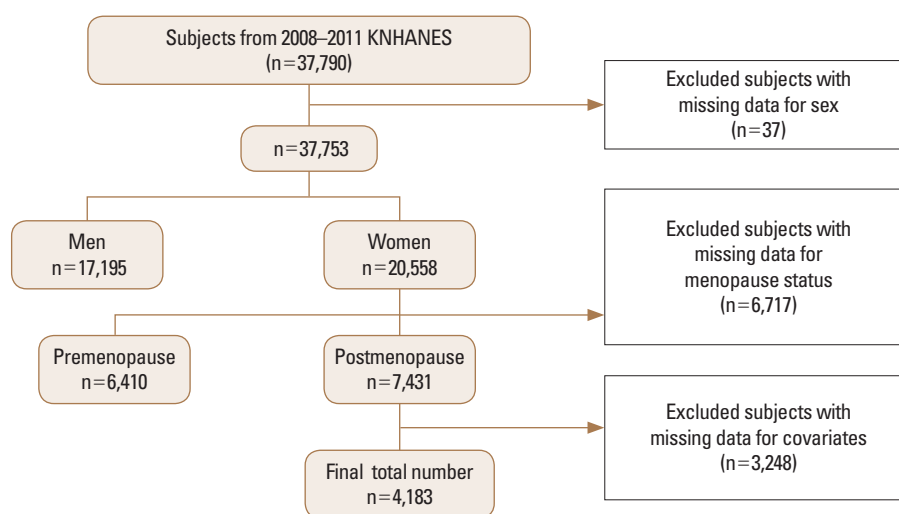 Subjects from 2008–2011 KNHANES
(n=37,790)
Excluded subjects with
missing data for sex
(n=37)
n=37,753
Men
n=17,195
Women
n=20,558
Excluded subjects with
missing data for
menopause status
(n=6,717)
Premenopause
n=6,410
Postmenopause
n=7,431
Excluded subjects with
missing data for covariates
(n=3,248)
Final total number
n=4,183